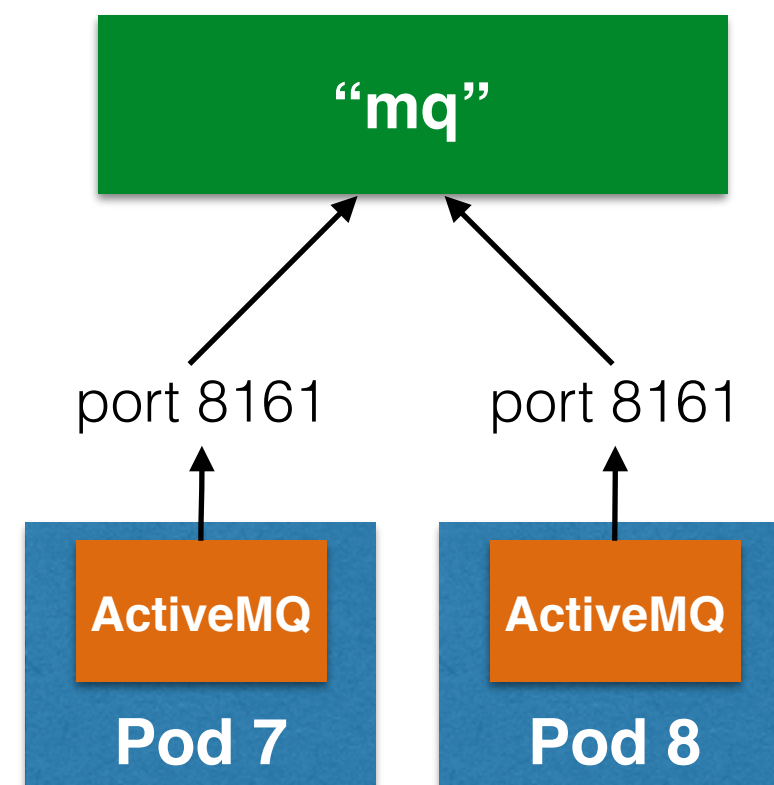 “mq”
port 8161
port 8161
ActiveMQ
ActiveMQ
Pod 7
Pod 8